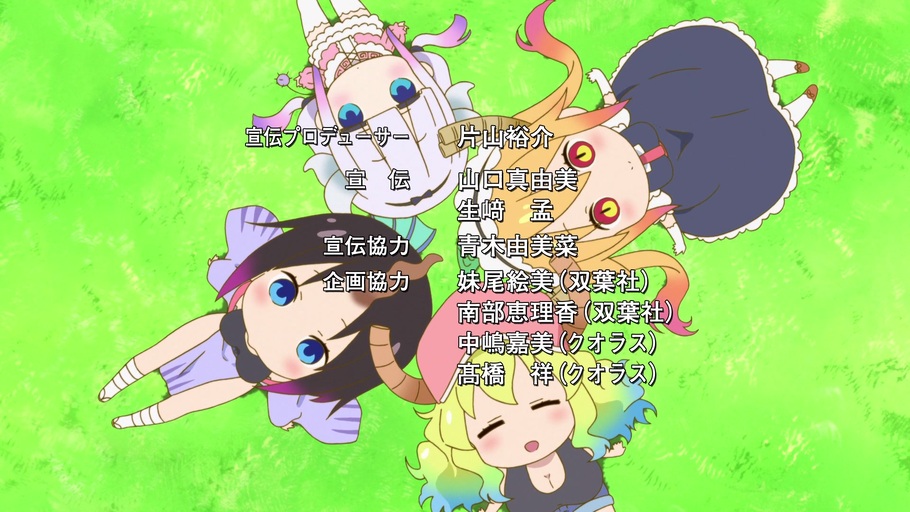 宣伝プロデューサー 片山裕介
宣　伝 山口真由美
生﨑　孟
宣伝協力 青木由美菜
企画協力 妹尾絵美(双葉社)
南部恵理香(双葉社)
中嶋嘉美(クオラス)
髙橋　祥(クオラス)